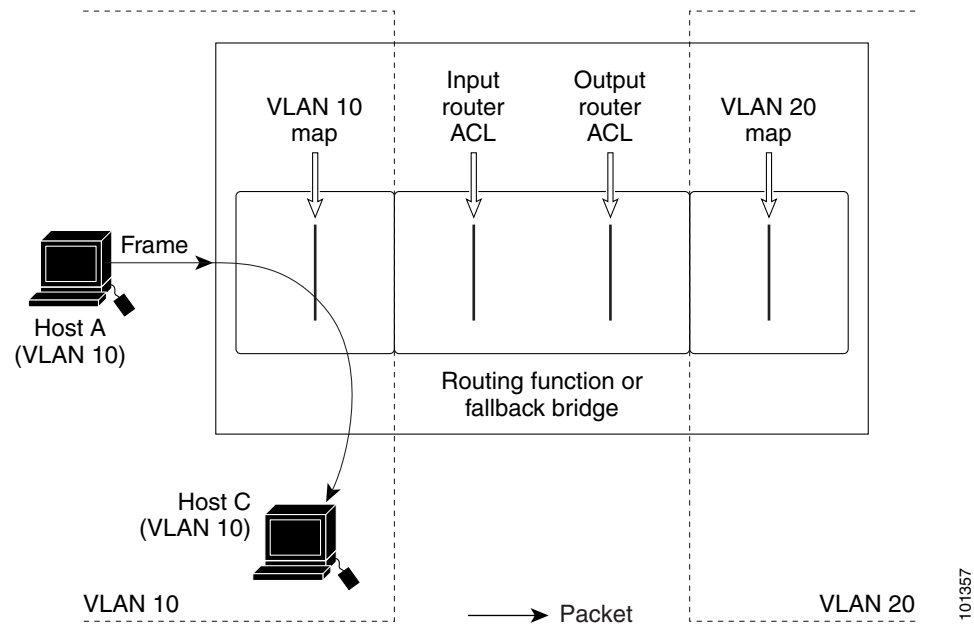 VLAN 10
map
Input
router
ACL
Output
router
ACL
VLAN 20
map
Frame
Host A
(VLAN 10)
Routing function or
fallback bridge
Host C
(VLAN 10)
VLAN 10
Packet
VLAN 20
101357